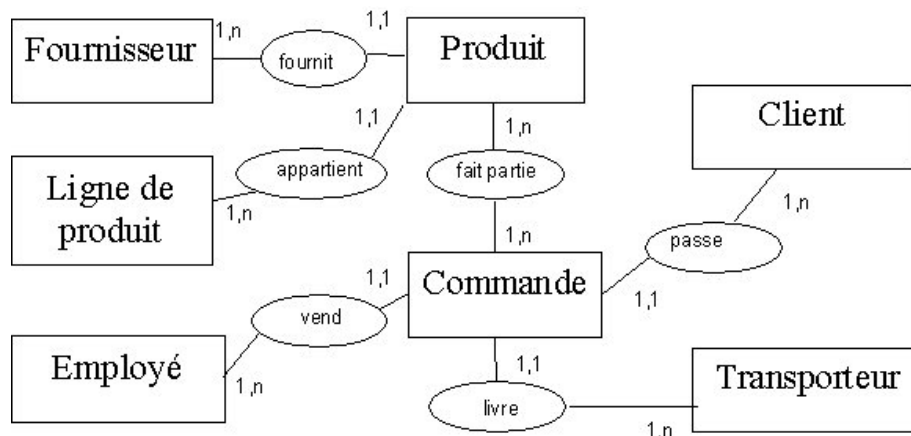 1,n
1,1
Fournisseur
fournit
Produit
1,1
1,n
Client
appartient
fait partie
Ligne de
produit
1,n
1,n
1,n
passe
1,1
Commande
1,1
vend
Employé
1,n
1,1
livre
Transporteur
1,n